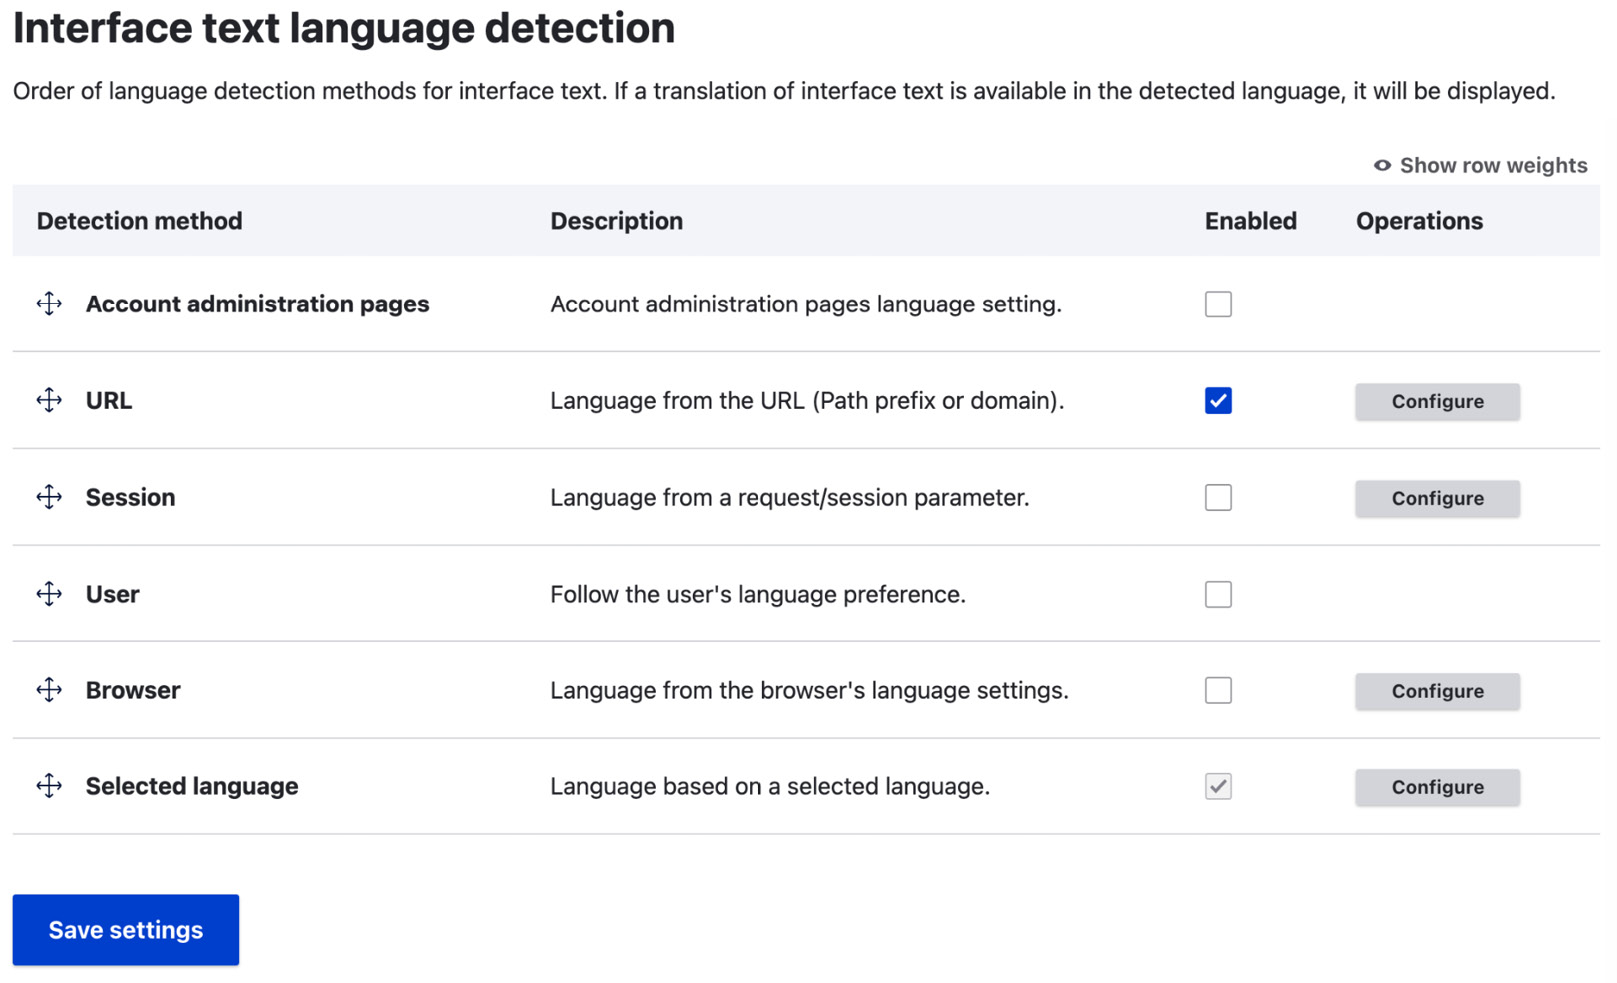 Interface text language detection
Order of language detection methods for interface text. If a translation of interface text is available in the detected language, it will be displayed.
Show row weights
Detection method Description Enabled Operations
Account administration pages Account administration pages language setting.
URL Language from the URL (Path prefix or domain). Configure
Session Language from a request/session parameter. Configure
User Follow the user's language preference.
Browser Language from the browser's language settings. Configure
Selected language Language based on a selected language. Configure
Save settings